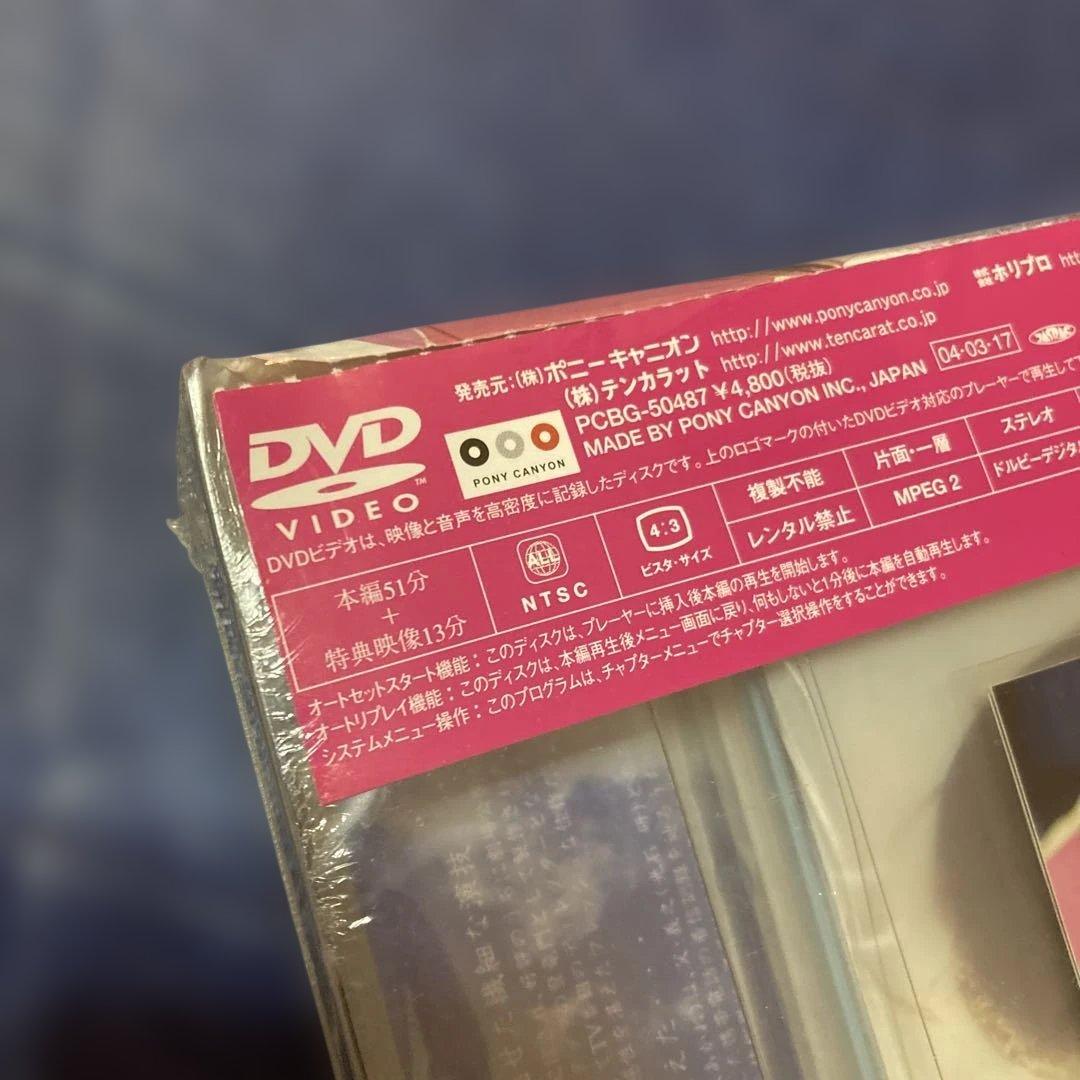 発売元：(株)ポニーキャニオン http://www.ponycanyon.co.jp
(株)テンカラット http://www.tencarat.co.jp
ホリプロ
PCBG-50487 ¥4,800(税抜)
MADE BY PONY CANYON INC., JAPAN
04・03・17
DVD
VIDEO
TM
PONY CANYON
DVDビデオは、映像と音声を高密度に記録したディスクです。上のロゴマークの付いたDVDビデオ対応のプレーヤーで再生して
本編51分
+
特典映像13分
ALL
NTSC
4:3
ビスタ・サイズ
複製不能
レンタル禁止
片面・一層
MPEG 2
ステレオ
ドルビーデジタル
オートセットスタート機能：このディスクは、プレーヤーに挿入後本編の再生を開始します。
オートリプレイ機能：このディスクは、本編再生後メニュー画面に戻り、何もしないと1分後に本編を自動再生します。
システムメニュー操作：このプログラムは、チャプターメニューでチャプター選択操作をすることができます。